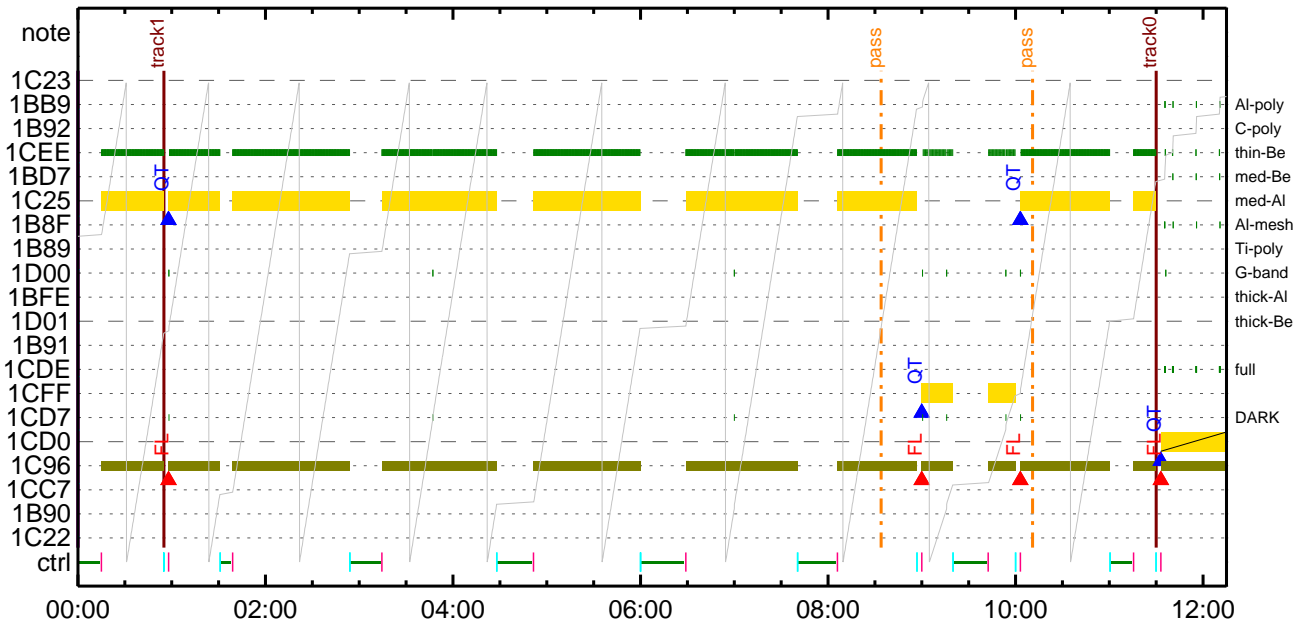 note
track1
pass
pass
track0
1C23
1BB9
Al-poly
1B92
C-poly
1CEE
thin-Be
1BD7
med-Be
QT
QT
1C25
med-Al
1B8F
Al-mesh
1B89
Ti-poly
1D00
G-band
1BFE
thick-Al
1D01
thick-Be
1B91
1CDE
full
QT
1CFF
1CD7
DARK
QT
1CD0
FL
FL
FL
FL
1C96
1CC7
1B90
1C22
ctrl
00:00
02:00
04:00
06:00
08:00
10:00
12:00